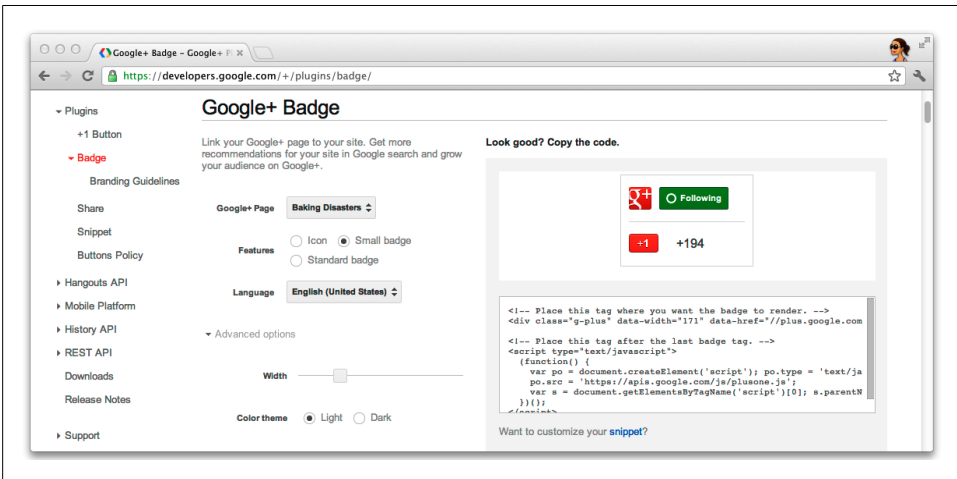 Google+ Badge - Google+ Pl
https://developers.google.com/+/plugins/badge/
Plugins
+1 Button
Badge
Branding Guidelines
Share
Snippet
Buttons Policy
Hangouts API
Mobile Platform
History API
REST API
Downloads
Release Notes
Support
Google+ Badge
Link your Google+ page to your site. Get more
recommendations for your site in Google search and grow
your audience on Google+.
Google+ Page Baking Disasters
Features Icon Small badge
Standard badge
Language English (United States)
Advanced options
Width
Color theme Light Dark
Look good? Copy the code.
g+ Following
+1 +194
<!-- Place this tag where you want the badge to render. -->
<div class="g-plus" data-width="171" data-href="//plus.google.com
<!-- Place this tag after the last badge tag. -->
<script type="text/javascript">
(function() {
var po = document.createElement('script'); po.type = 'text/ja
po.src = 'https://apis.google.com/js/plusone.js';
var s = document.getElementsByTagName('script')[0]; s.parentN
})();
</script>
Want to customize your snippet?